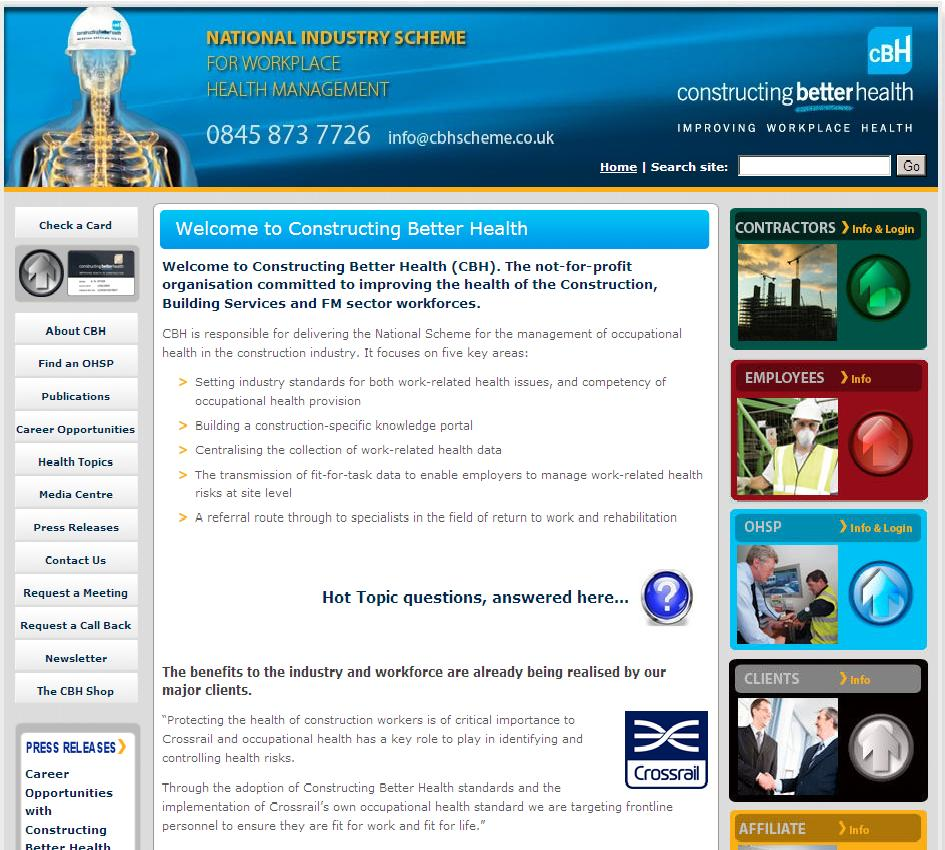 constructingbetterhealth
NATIONAL INDUSTRY SCHEME
FOR WORKPLACE
HEALTH MANAGEMENT
0845 873 7726 info@cbhscheme.co.uk
CBH
constructingbetterhealth
IMPROVING WORKPLACE HEALTH
Home | Search site: Go
Check a Card
constructingbetterhealth
About CBH
Find an OHSP
Publications
Career Opportunities
Health Topics
Media Centre
Press Releases
Contact Us
Request a Meeting
Request a Call Back
Newsletter
The CBH Shop
PRESS RELEASES
Career
Opportunities
with
Constructing
Better Health
Welcome to Constructing Better Health
Welcome to Constructing Better Health (CBH). The not-for-profit
organisation committed to improving the health of the Construction,
Building Services and FM sector workforces.
CBH is responsible for delivering the National Scheme for the management of occupational
health in the construction industry. It focuses on five key areas:
> Setting industry standards for both work-related health issues, and competency of
occupational health provision
> Building a construction-specific knowledge portal
> Centralising the collection of work-related health data
> The transmission of fit-for-task data to enable employers to manage work-related health
risks at site level
> A referral route through to specialists in the field of return to work and rehabilitation
Hot Topic questions, answered here... ?
The benefits to the industry and workforce are already being realised by our
major clients.
“Protecting the health of construction workers is of critical importance to
Crossrail and occupational health has a key role to play in identifying and
controlling health risks.
Through the adoption of Constructing Better Health standards and the
implementation of Crossrail’s own occupational health standard we are targeting frontline
personnel to ensure they are fit for work and fit for life.”
Crossrail
CONTRACTORS Info & Login
EMPLOYEES Info
OHSP Info & Login
CLIENTS Info
AFFILIATE Info